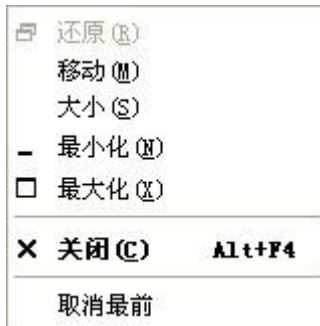 还原(R)
移动(M)
大小(S)
最小化(N)
最大化(X)
关闭(C) Alt+F4
取消最前